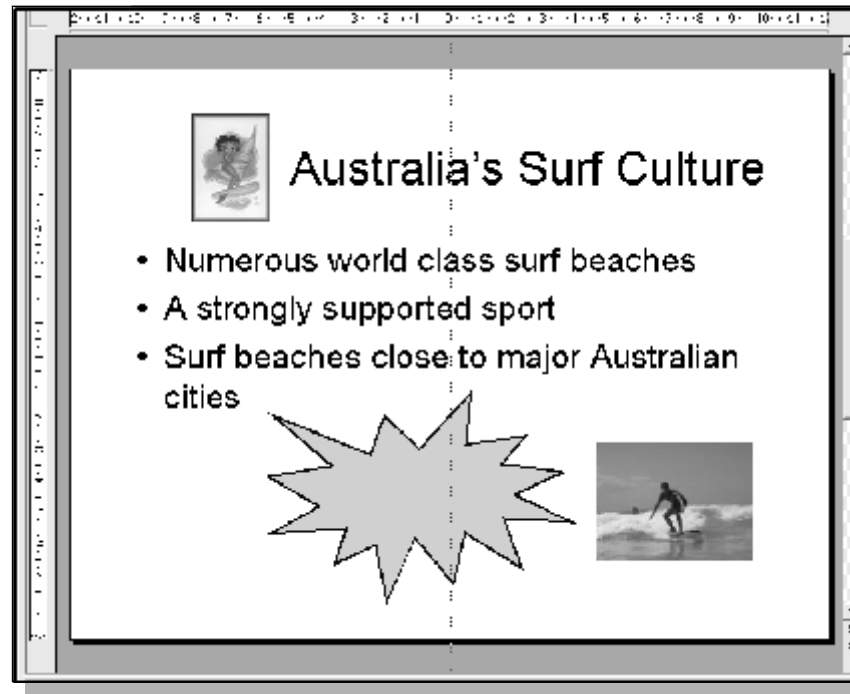 Australia's Surf Culture
• Numerous world class surf beaches
• A strongly supported sport
• Surf beaches close to major Australian
cities